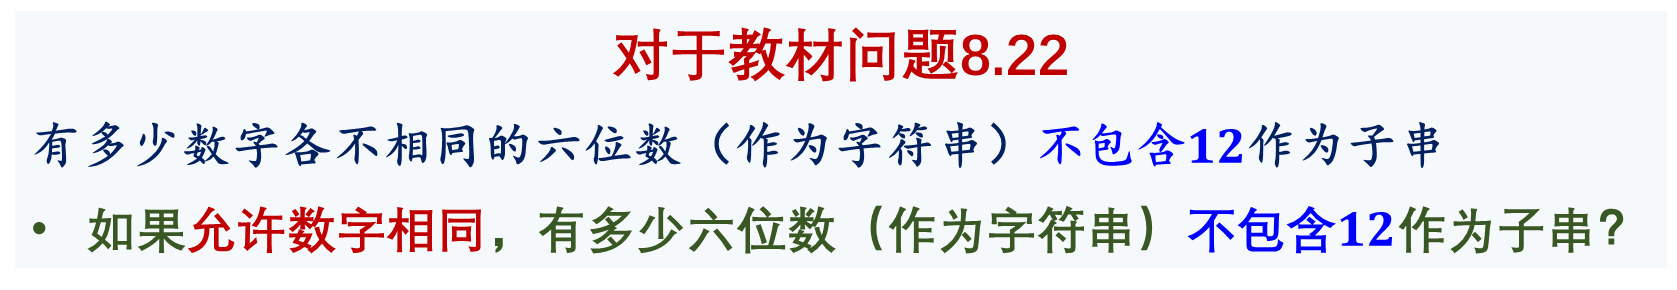 对于教材问题8.22
有多少数字各不相同的六位数（作为字符串）不包含12作为子串
• 如果允许数字相同，有多少六位数（作为字符串）不包含12作为子串？